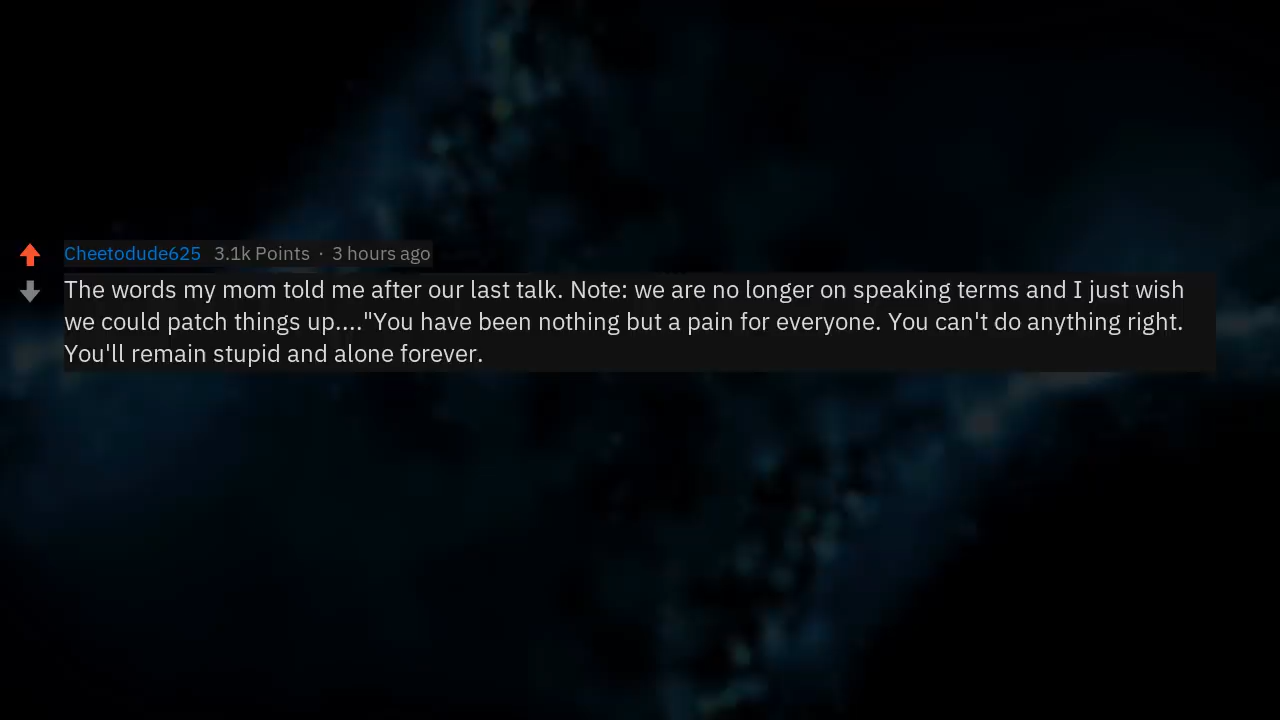 Cheetodude625 3.1k Points · 3 hours ago
The words my mom told me after our last talk. Note: we are no longer on speaking terms and I just wish
we could patch things up...."You have been nothing but a pain for everyone. You can't do anything right.
You'll remain stupid and alone forever.